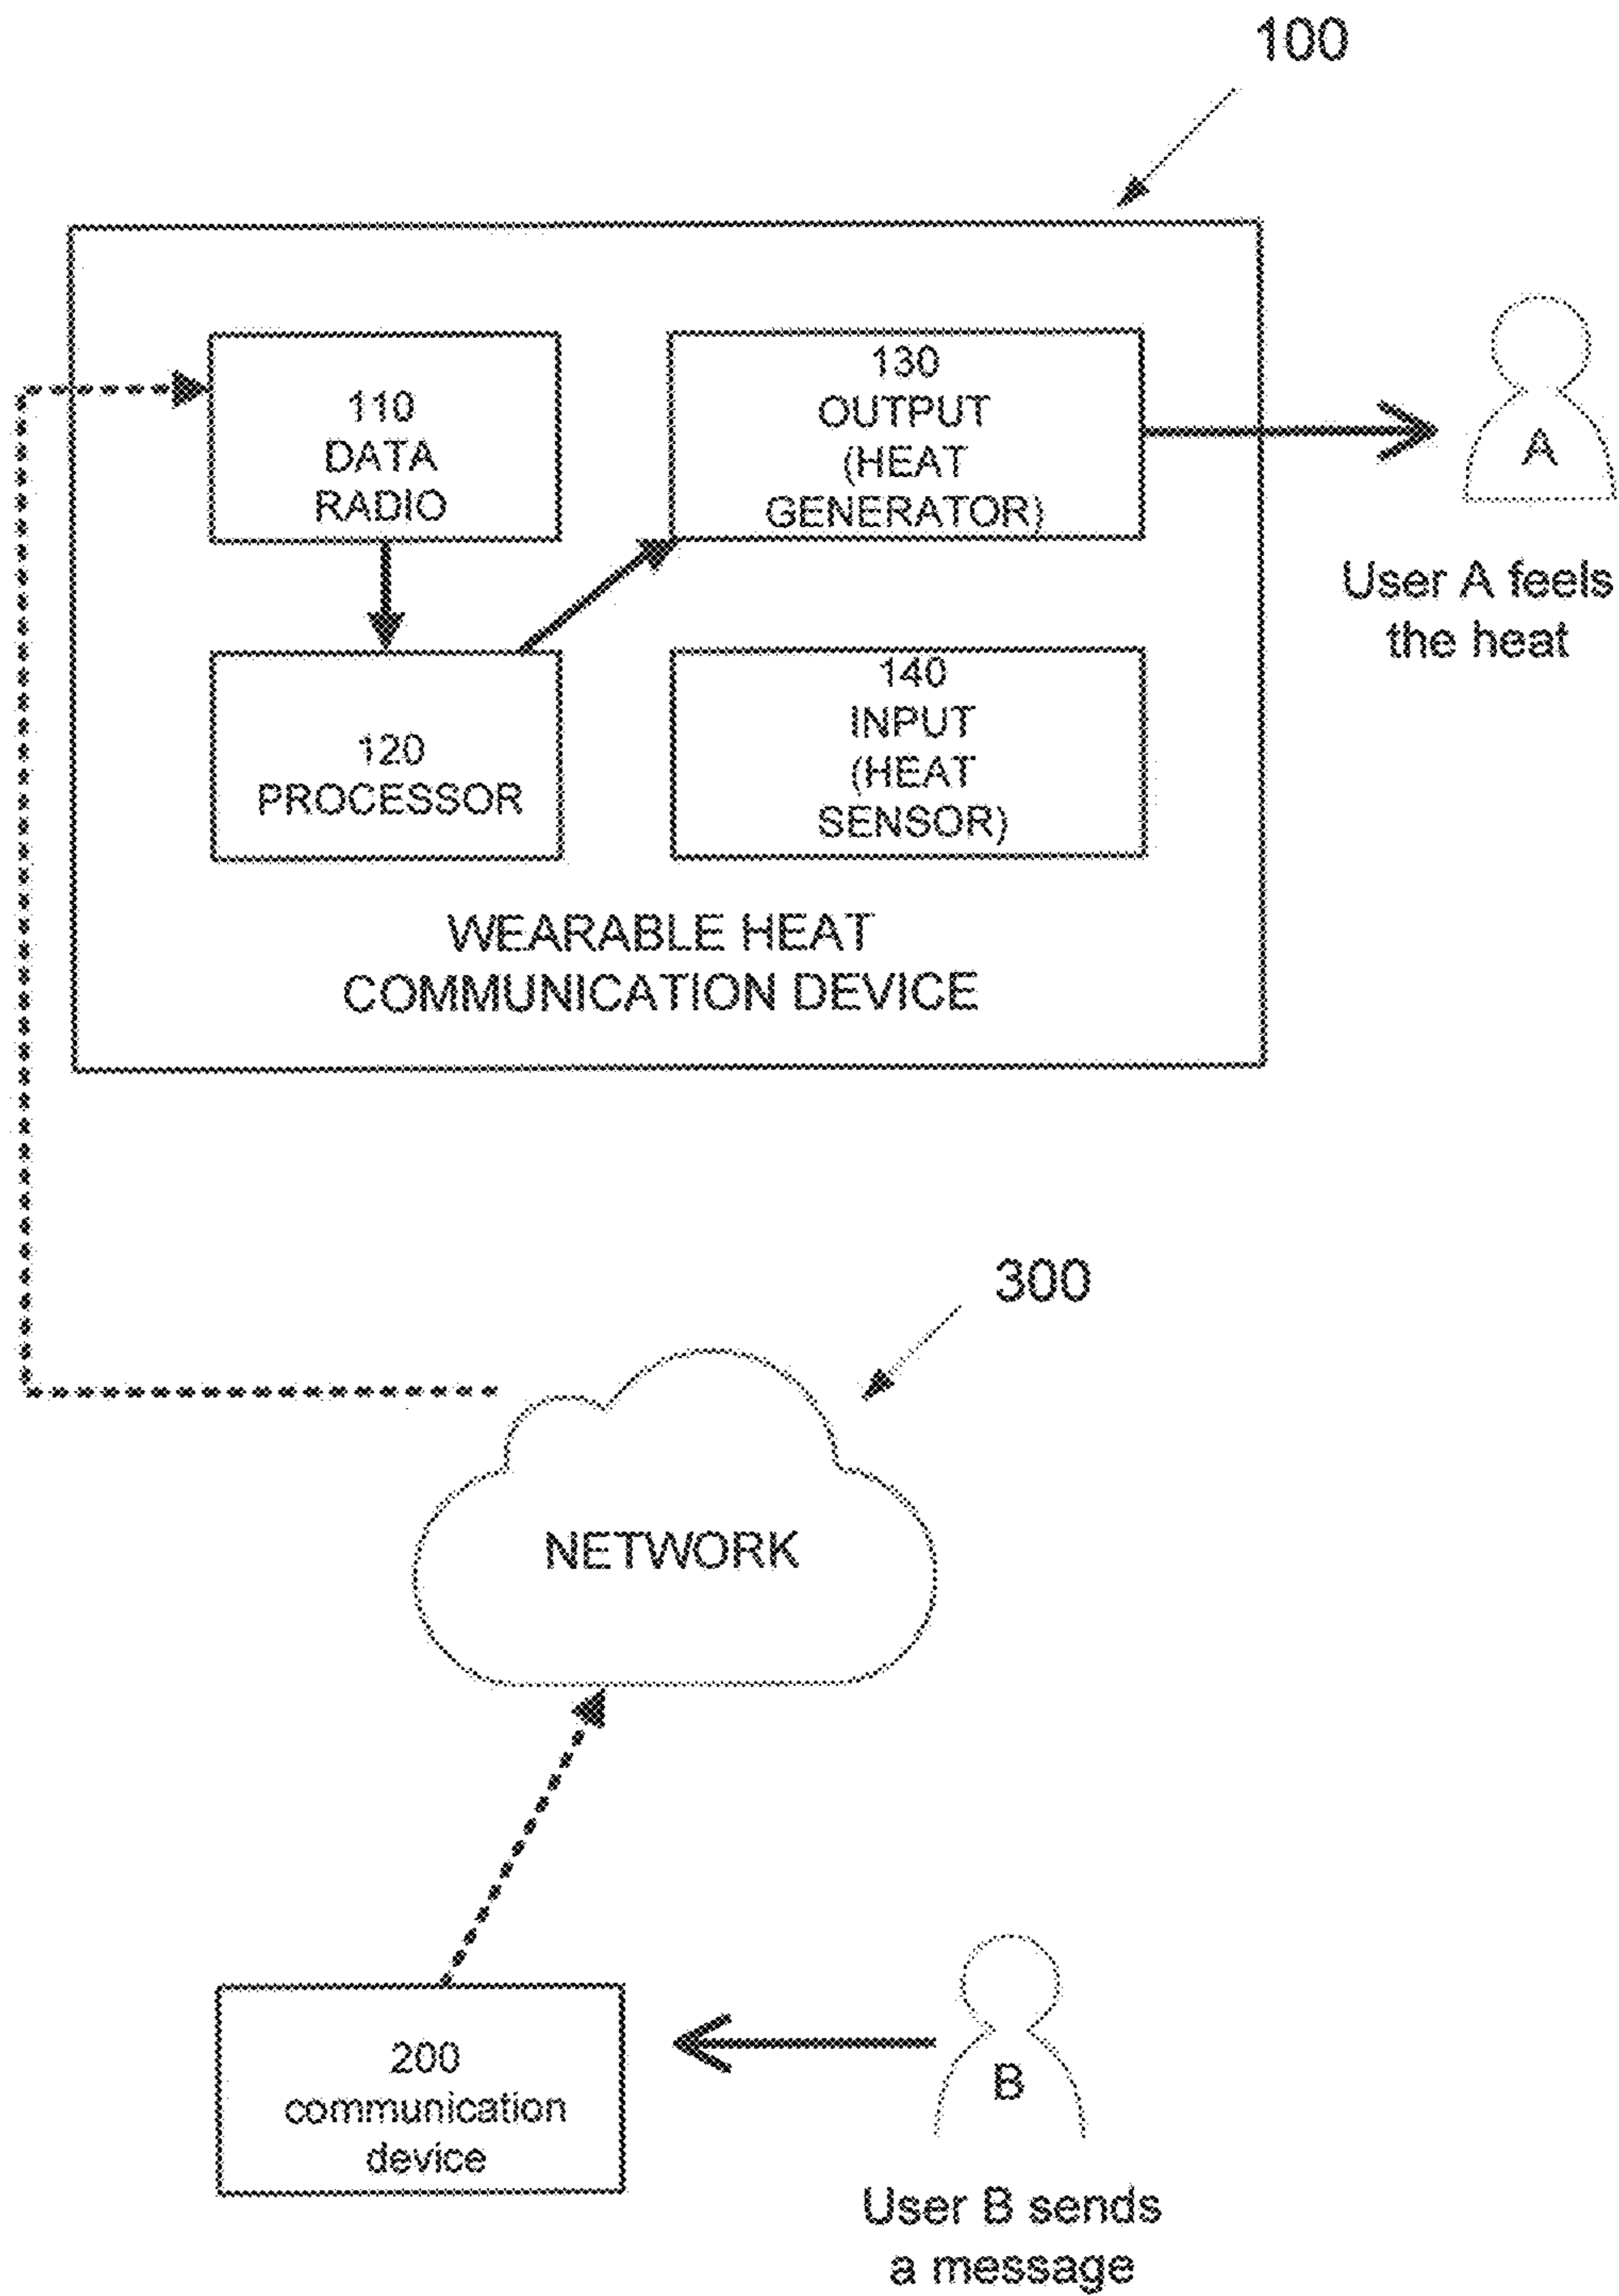 100
110
DATA
RADIO
130
OUTPUT
(HEAT
GENERATOR)
A
User A feels
the heat
120
PROCESSOR
140
INPUT
(HEAT
SENSOR)
WEARABLE HEAT
COMMUNICATION DEVICE
300
NETWORK
200
communication
device
B
User B sends
a message